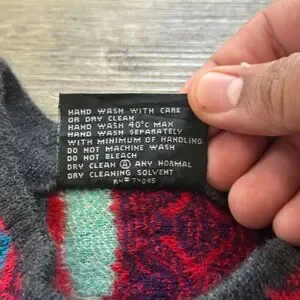 HAND WASH WITH CARE
OR DRY CLEAN
HAND WASH 40°C MAX
HAND WASH SEPARATELY
WITH MINIMUM OF HANDLING
DO NOT MACHINE WASH
DO NOT BLEACH
DRY CLEAN Ⓐ ANY NORMAL
DRY CLEANING SOLVENT